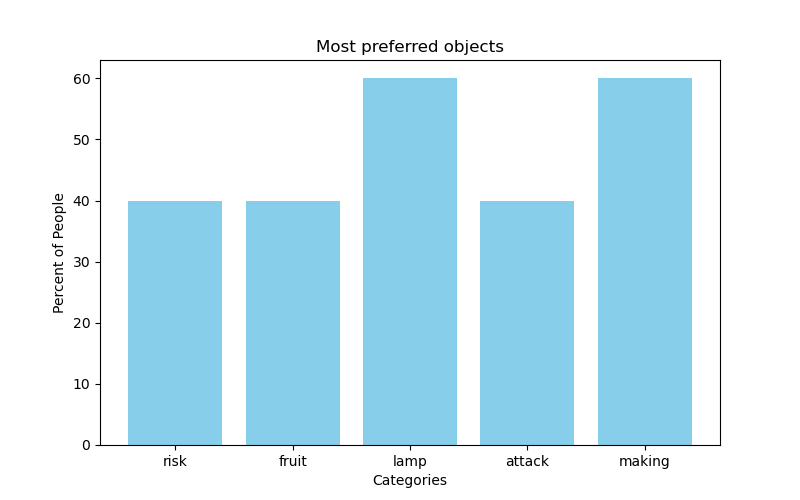 Most preferred objects
Percent of People
60
50
40
30
20
10
0
risk fruit lamp attack making
Categories